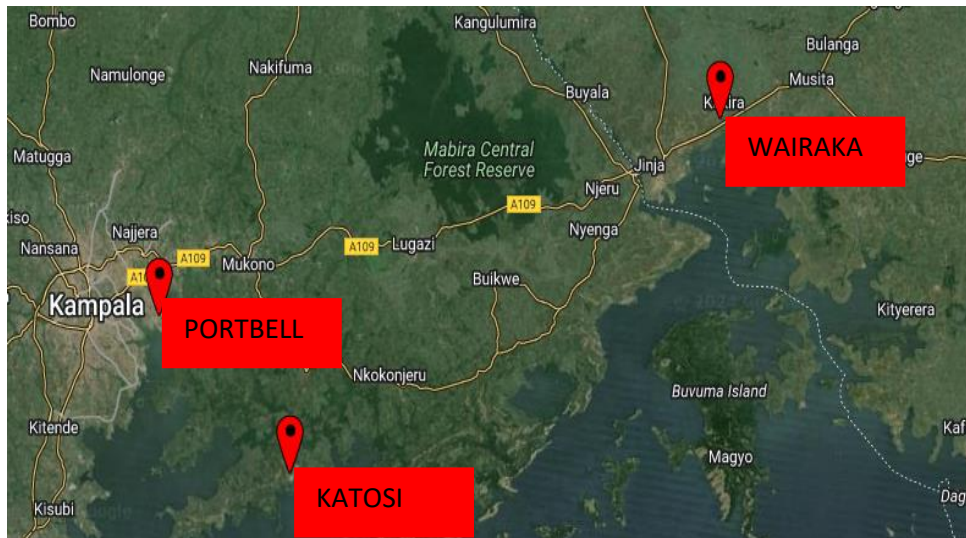 Bombo
Kangulumira
Bulanga
Namulonge
Nakifuma
Buyala
Musita
Matugga
Mabira Central
Forest Reserve
WAIRAKA
Jinja
Njeru
A109
Najjera
Nansana
A109
Mukono
A109
Lugazi
Nyenga
Buikwe
Kampala
Kityerera
PORTBELL
Nkokonjeru
Buvuma Island
Kitende
Magyo
KATOSI
Kisubi